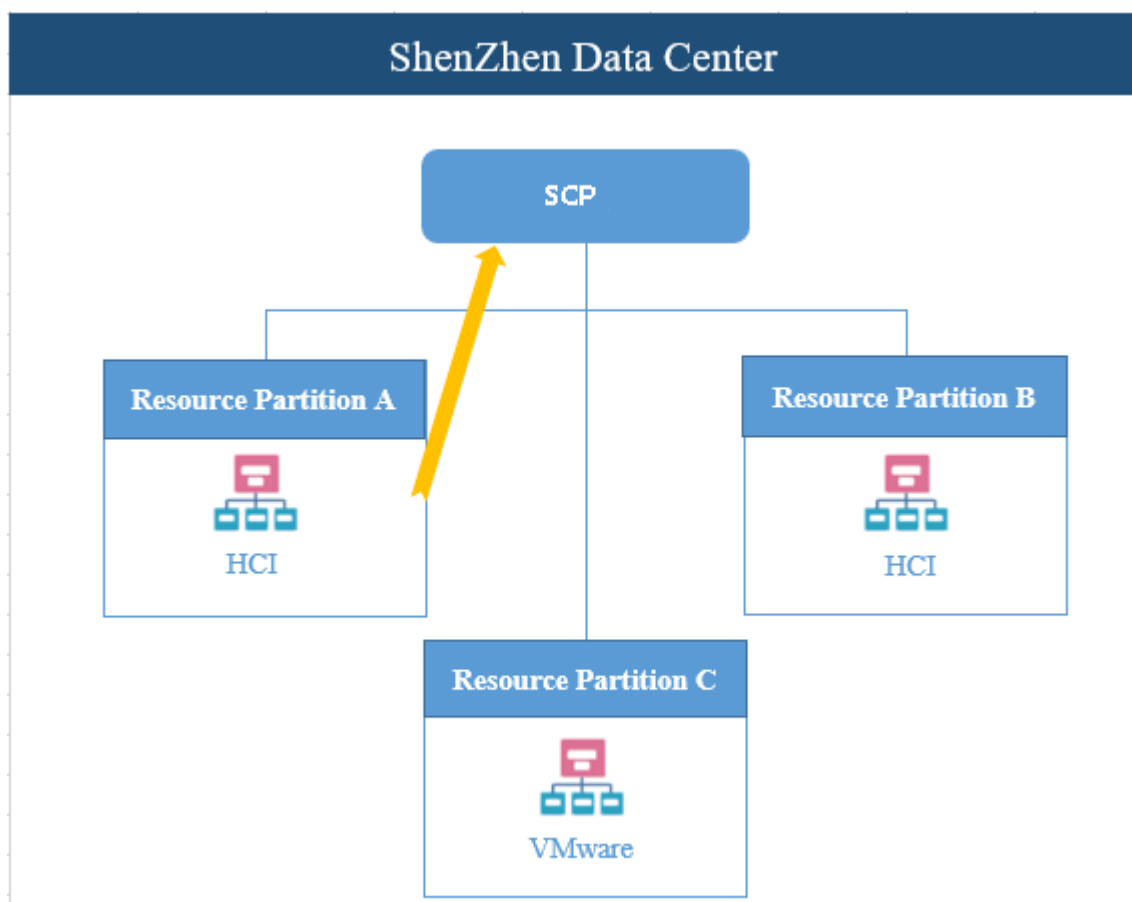 ShenZhen Data Center
SCP
Resource Partition A
HCI
Resource Partition B
HCI
Resource Partition C
VMware